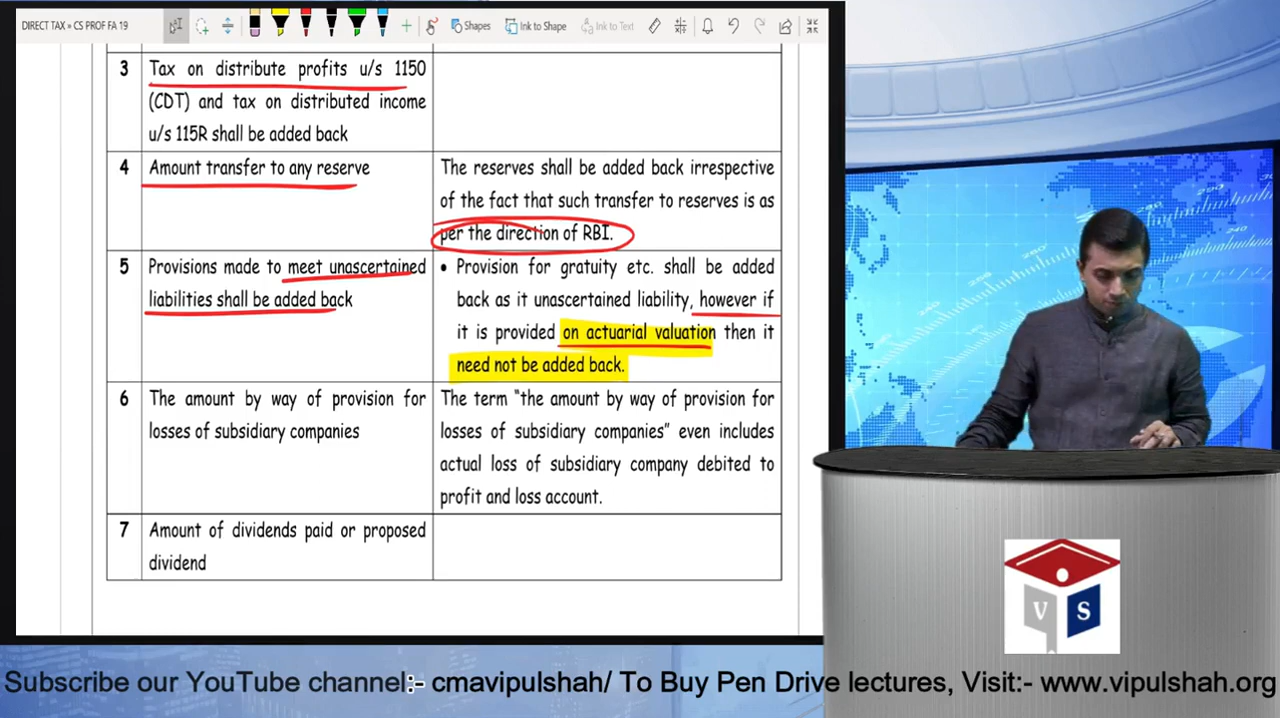 DIRECT TAX » CS PROF FA 19
Shapes
Ink to Shape
Ink to Text
3
Tax on distribute profits u/s 115O
(CDT) and tax on distributed income
u/s 115R shall be added back
4
Amount transfer to any reserve
The reserves shall be added back irrespective
of the fact that such transfer to reserves is as
per the direction of RBI.
5
Provisions made to meet unascertained
liabilities shall be added back
• Provision for gratuity etc. shall be added
back as it unascertained liability, however if
it is provided on actuarial valuation then it
need not be added back.
6
The amount by way of provision for
losses of subsidiary companies
The term “the amount by way of provision for
losses of subsidiary companies” even includes
actual loss of subsidiary company debited to
profit and loss account.
7
Amount of dividends paid or proposed
dividend
V S
Subscribe our YouTube channel:- cmavipulshah/ To Buy Pen Drive lectures, Visit:- www.vipulshah.org